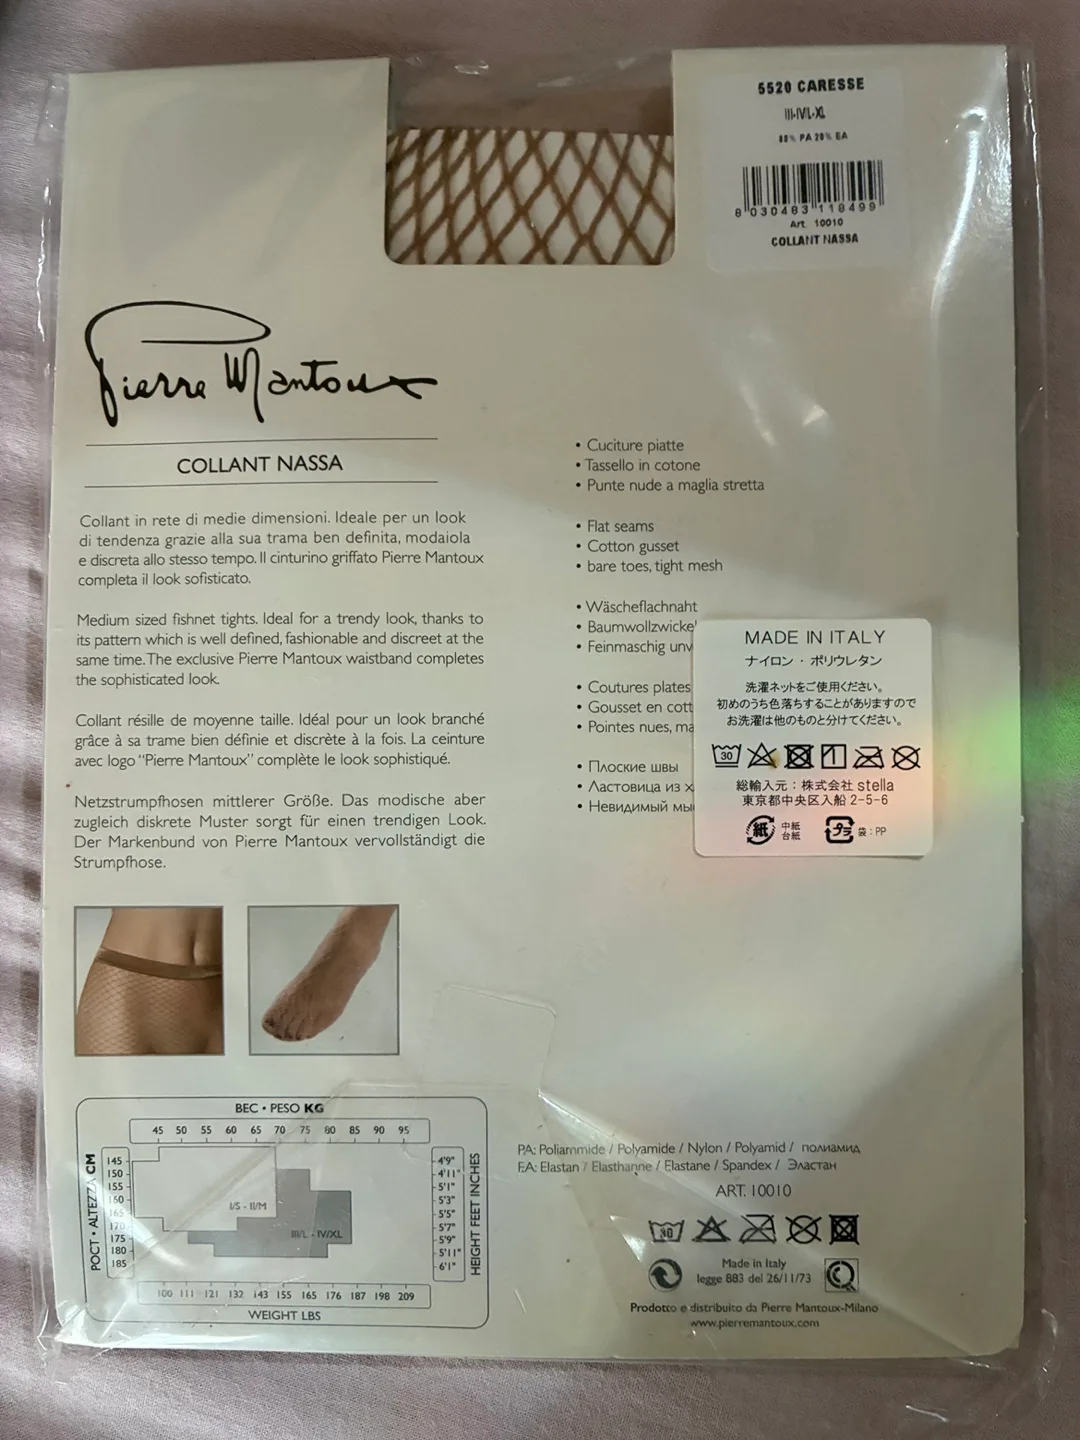 5520 CARESSE
III-IV/L-XL
80% PA 20% EA
8 030483 118499
Art. 10010
COLLANT NASSA
Pierre Mantoux
COLLANT NASSA
Collant in rete di medie dimensioni. Ideale per un look
di tendenza grazie alla sua trama ben definita, modaiola
e discreta allo stesso tempo. Il cinturino griffato Pierre Mantoux
completa il look sofisticato.
Medium sized fishnet tights. Ideal for a trendy look, thanks to
its pattern which is well defined, fashionable and discreet at the
same time. The exclusive Pierre Mantoux waistband completes
the sophisticated look.
Collant résille de moyenne taille. Idéal pour un look branché
grâce à sa trame bien définie et discrète à la fois. La ceinture
avec logo "Pierre Mantoux" complète le look sophistiqué.
Netzstrumpfhosen mittlerer Größe. Das modische aber
zugleich diskrete Muster sorgt für einen trendigen Look.
Der Markenbund von Pierre Mantoux vervollständigt die
Strumpfhose.
• Cuciture piatte
• Tassello in cotone
• Punte nude a maglia stretta
• Flat seams
• Cotton gusset
• bare toes, tight mesh
• Wäscheflachnaht
• Baumwollzwickel
• Feinmaschig unv
• Coutures plates
• Gousset en cott
• Pointes nues, ma
• Плоские швы
• Ластовица из х
• Невидимый мы
MADE IN ITALY
ナイロン・ポリウレタン
洗濯ネットをご使用ください。
初めのうち色落ちすることがありますので
お洗濯は他のものと分けてください。
30
総輸入元：株式会社 stella
東京都中央区入船 2-5-6
紙 中紙 台紙 プラ 袋：PP
ВЕС • PESO KG
45 50 55 60 65 70 75 80 85 90 95
РОСТ • ALTEZZA CM
145 4'9"
150 4'11"
155 5'1"
160 5'3"
165 5'5"
170 5'7"
175 5'9"
180 5'11"
185 6'1"
HEIGHT FEET INCHES
I/S - II/M
III/L - IV/XL
100 111 121 132 143 155 165 176 187 198 209
WEIGHT LBS
PA: Poliammide / Polyamide / Nylon / Polyamid / полиамид
EA: Elastan / Elasthanne / Elastane / Spandex / Эластан
ART. 10010
30
Made in Italy
legge 883 del 26/11/73
Prodotto e distribuito da Pierre Mantoux-Milano
www.pierremantoux.com